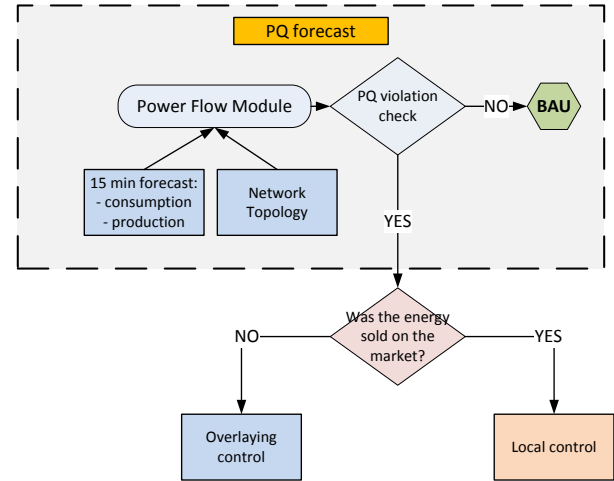 PQ forecast
Power Flow Module
PQ violation
check
NO
BAU
15 min forecast:
- consumption
- production
Network
Topology
YES
Was the energy
sold on the
market?
NO
YES
Overlaying
control
Local control